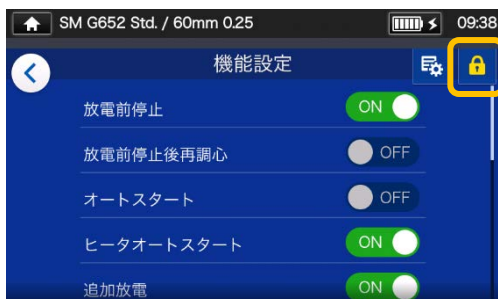 SM G652 Std. / 60mm 0.25 09:38
機能設定
放電前停止 ON
放電前停止後再調心 OFF
オートスタート OFF
ヒータオートスタート ON
追加放電 ON